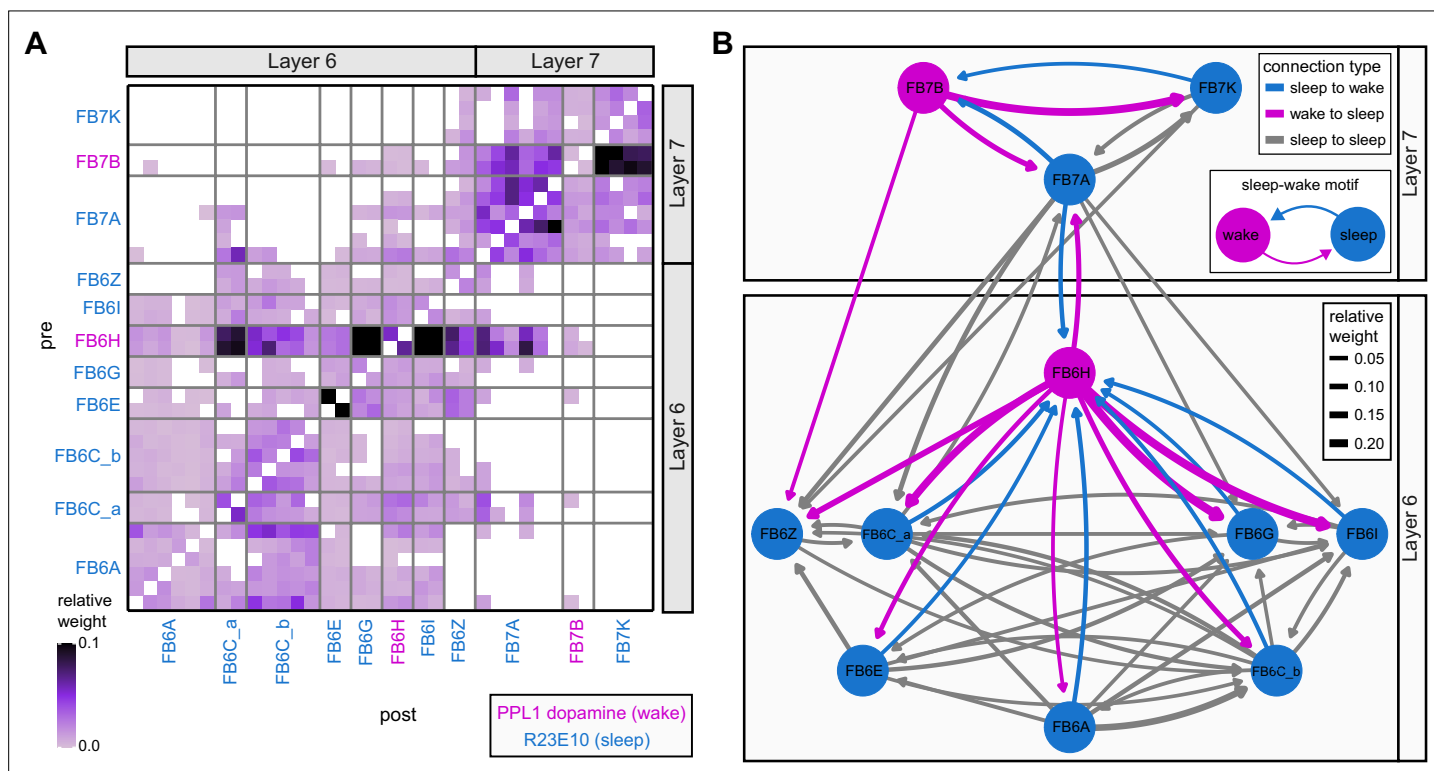 A
Layer 6
Layer 7
FB7K
FB7B
FB7A
FB6Z
FB6I
FB6H
FB6G
FB6E
FB6C_b
FB6C_a
FB6A
pre
Layer 7
Layer 6
FB6A
FB6C_a
FB6C_b
FB6E
FB6G
FB6H
FB6I
FB6Z
FB7A
FB7B
FB7K
post
relative
weight
0.1
0.0
PPL1 dopamine (wake)
R23E10 (sleep)
B
FB7B
FB7K
FB7A
connection type
sleep to wake
wake to sleep
sleep to sleep
sleep-wake motif
wake
sleep
Layer 7
FB6H
relative
weight
0.05
0.10
0.15
0.20
FB6Z
FB6C_a
FB6G
FB6I
FB6E
FB6C_b
FB6A
Layer 6